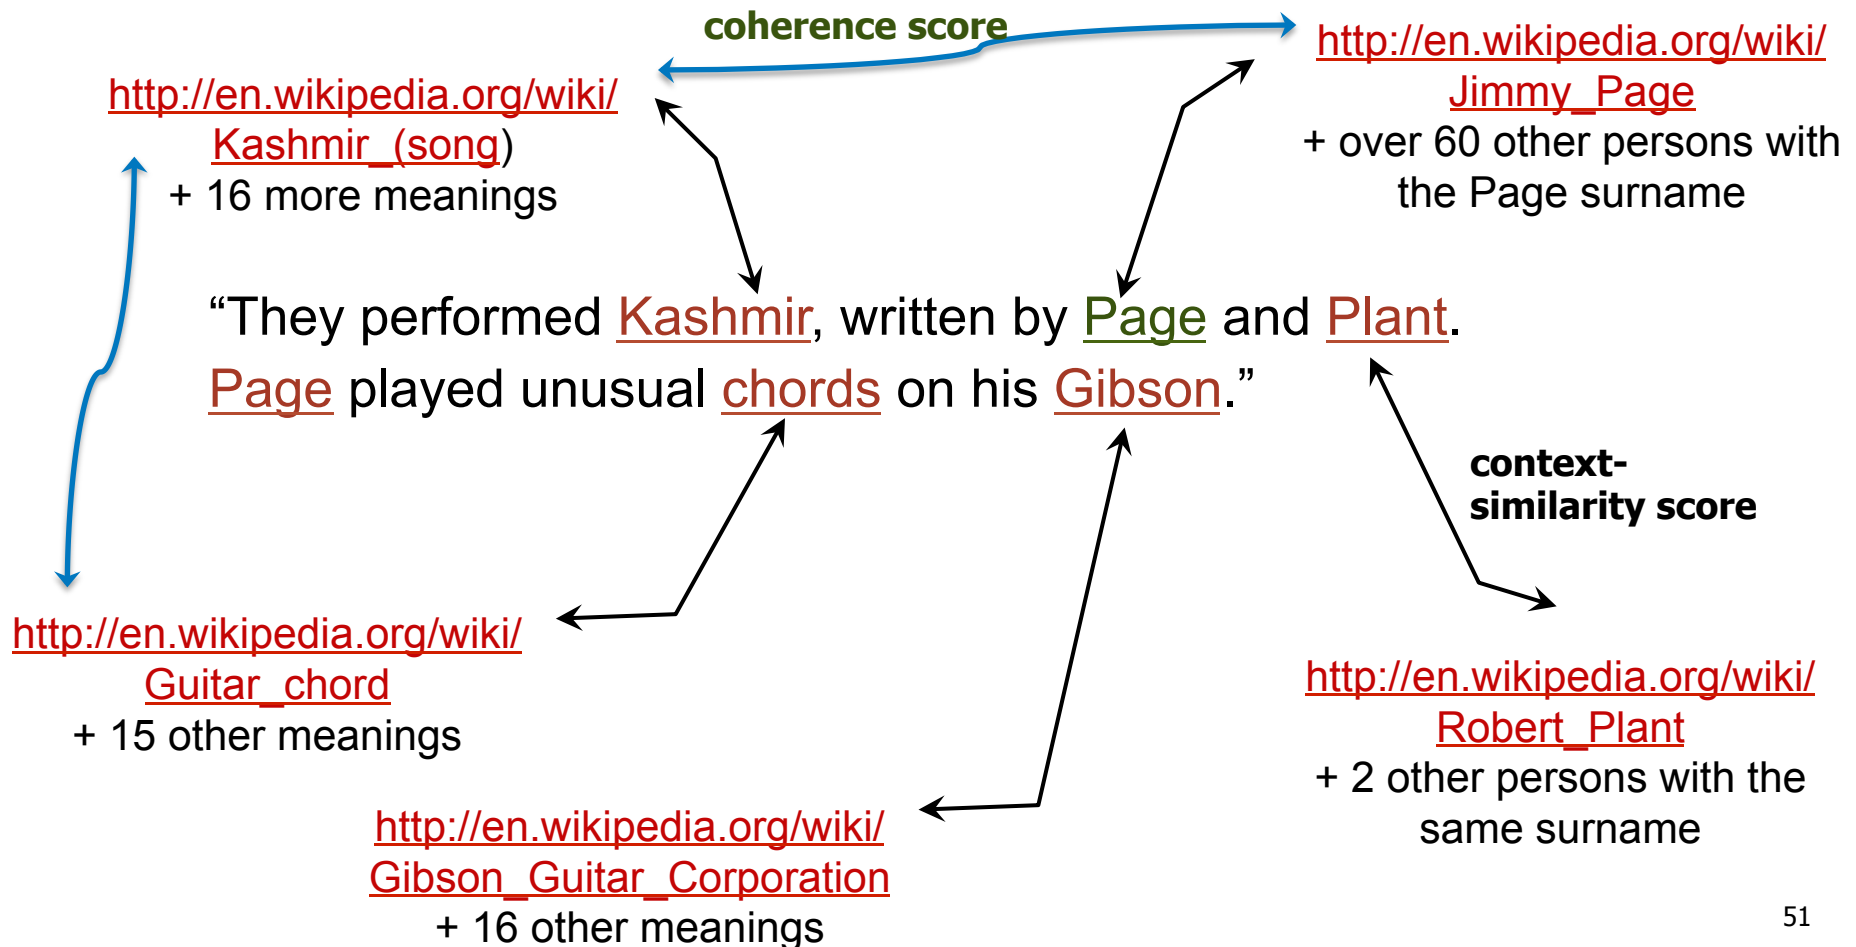 coherence score
http://en.wikipedia.org/wiki/
Kashmir_(song)
+ 16 more meanings
http://en.wikipedia.org/wiki/
Jimmy_Page
+ over 60 other persons with
the Page surname
“They performed Kashmir, written by Page and Plant.
Page played unusual chords on his Gibson.”
context-
similarity score
http://en.wikipedia.org/wiki/
Guitar_chord
+ 15 other meanings
http://en.wikipedia.org/wiki/
Robert_Plant
+ 2 other persons with the
same surname
http://en.wikipedia.org/wiki/
Gibson_Guitar_Corporation
+ 16 other meanings
51